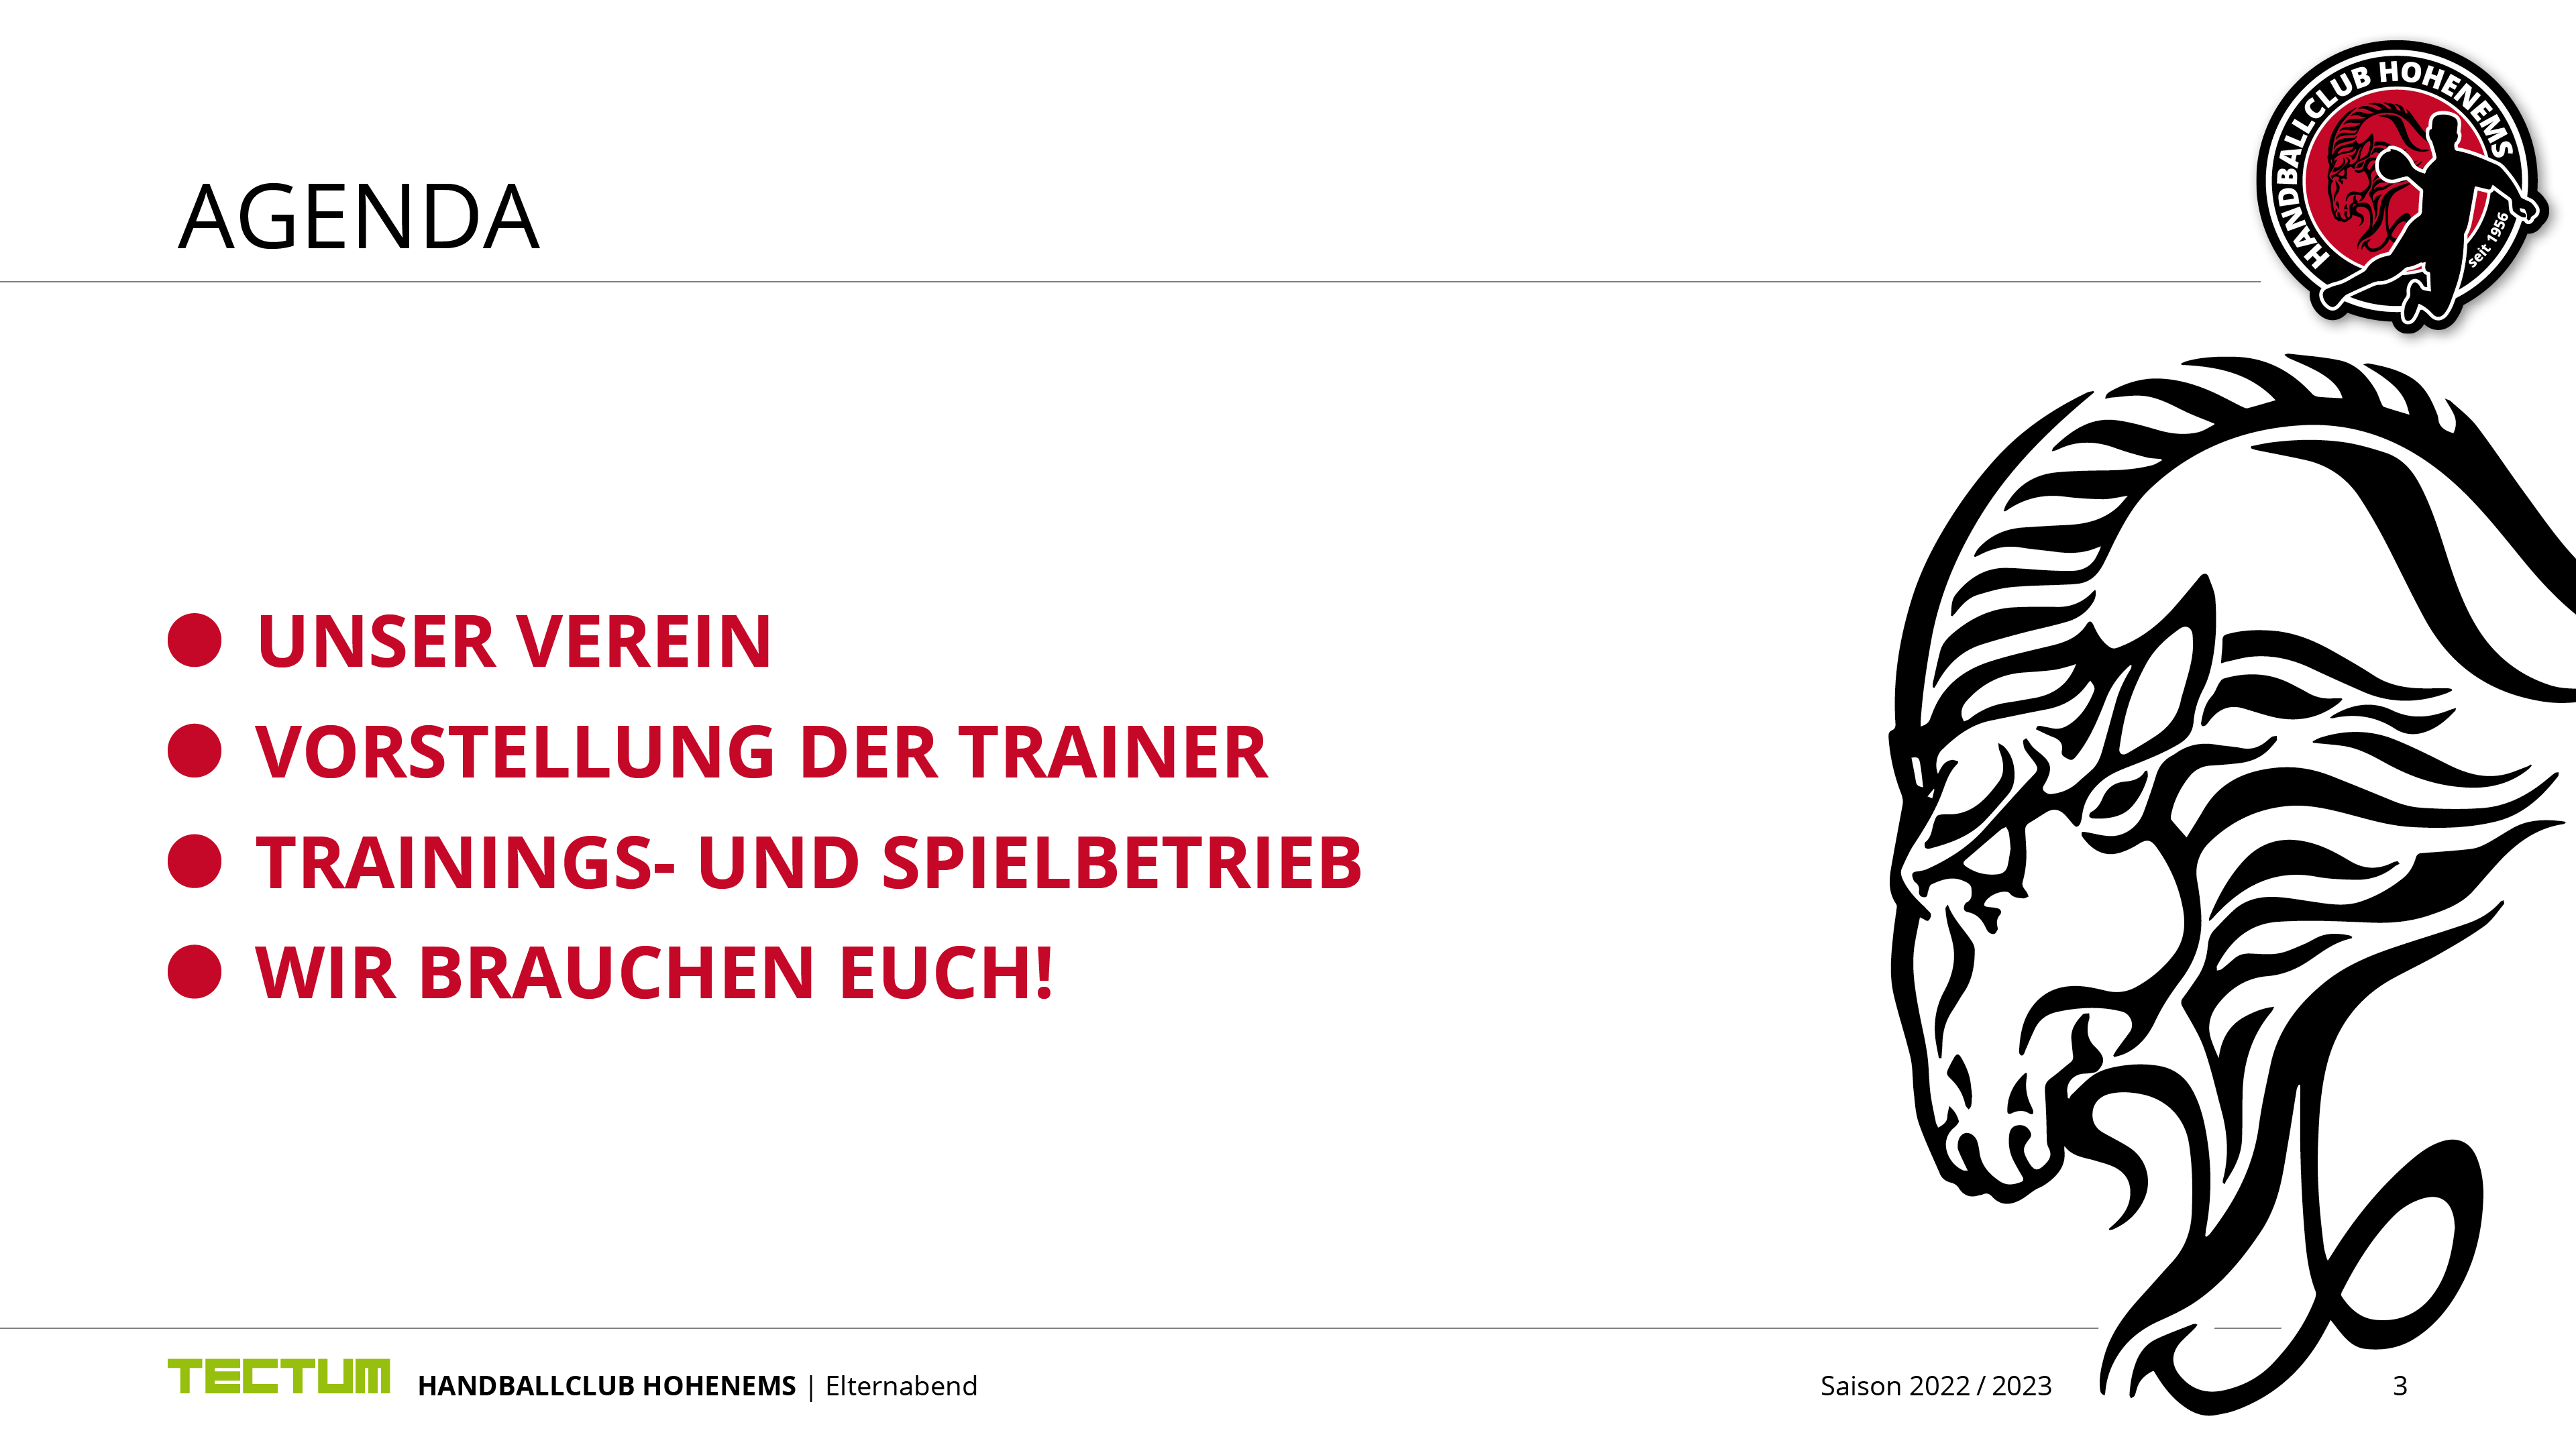 HANDBALLCLUB HOHENEMS
seit 1956
AGENDA
● UNSER VEREIN
● VORSTELLUNG DER TRAINER
● TRAININGS- UND SPIELBETRIEB
● WIR BRAUCHEN EUCH!
TECTUM HANDBALLCLUB HOHENEMS | Elternabend Saison 2022 / 2023 3